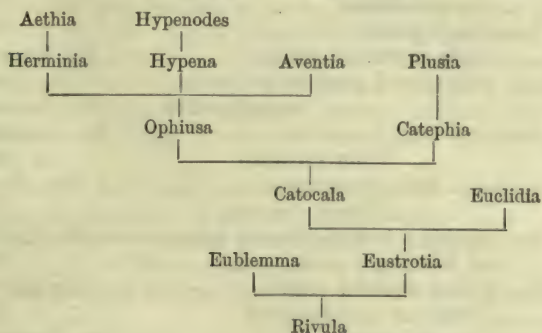 Aethia Hypenodes
Herminia Hypena Aventia Plusia
Ophiusa Catephia
Catocala Euclidia
Eublemma Eustrotia
Rivula